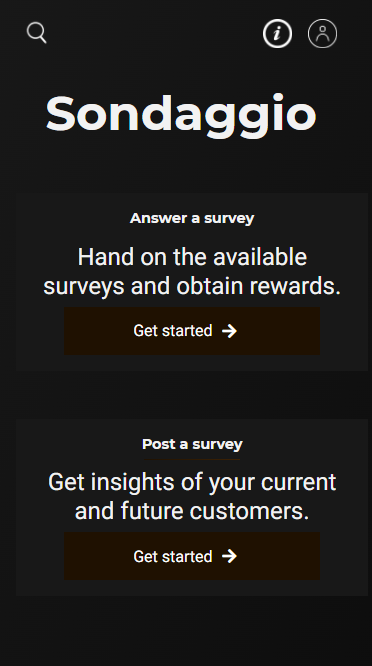 i
Sondaggio
Answer a survey
Hand on the available
surveys and obtain rewards.
Get started
Post a survey
Get insights of your current
and future customers.
Get started